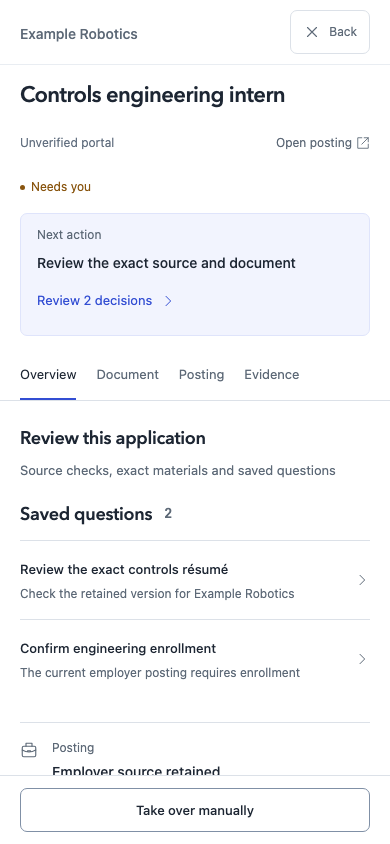 Example Robotics
Back
Controls engineering intern
Unverified portal
Open posting
Needs you
Next action
Review the exact source and document
Review 2 decisions
Overview
Document
Posting
Evidence
Review this application
Source checks, exact materials and saved questions
Saved questions 2
Review the exact controls résumé
Check the retained version for Example Robotics
Confirm engineering enrollment
The current employer posting requires enrollment
Posting
Employer source retained
Take over manually